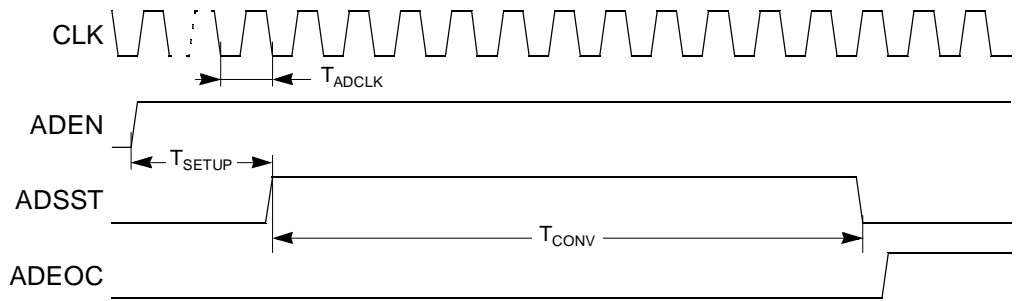 CLK
TADCLK
ADEN
TSETUP
ADSST
TCONV
ADEOC